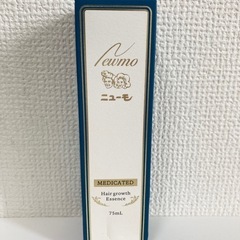 Newmo
ニューモ
MEDICATED
Hair growth
Essence
75mL